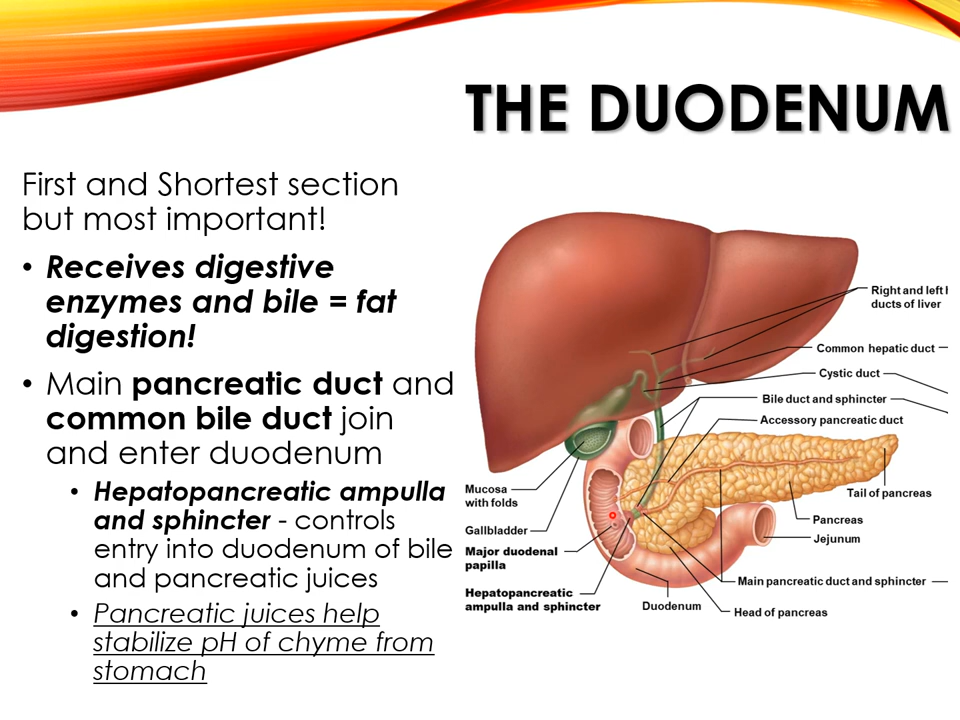 THE DUODENUM
First and Shortest section
but most important!
• Receives digestive
enzymes and bile = fat
digestion!
• Main pancreatic duct and
common bile duct join
and enter duodenum
• Hepatopancreatic ampulla
and sphincter - controls
entry into duodenum of bile
and pancreatic juices
• Pancreatic juices help
stabilize pH of chyme from
stomach
Right and left
ducts of liver
Common hepatic duct
Cystic duct
Bile duct and sphincter
Accessory pancreatic duct
Mucosa
with folds
Gallbladder
Major duodenal
papilla
Hepatopancreatic
ampulla and sphincter
Tail of pancreas
Pancreas
Jejunum
Main pancreatic duct and sphincter
Duodenum
Head of pancreas